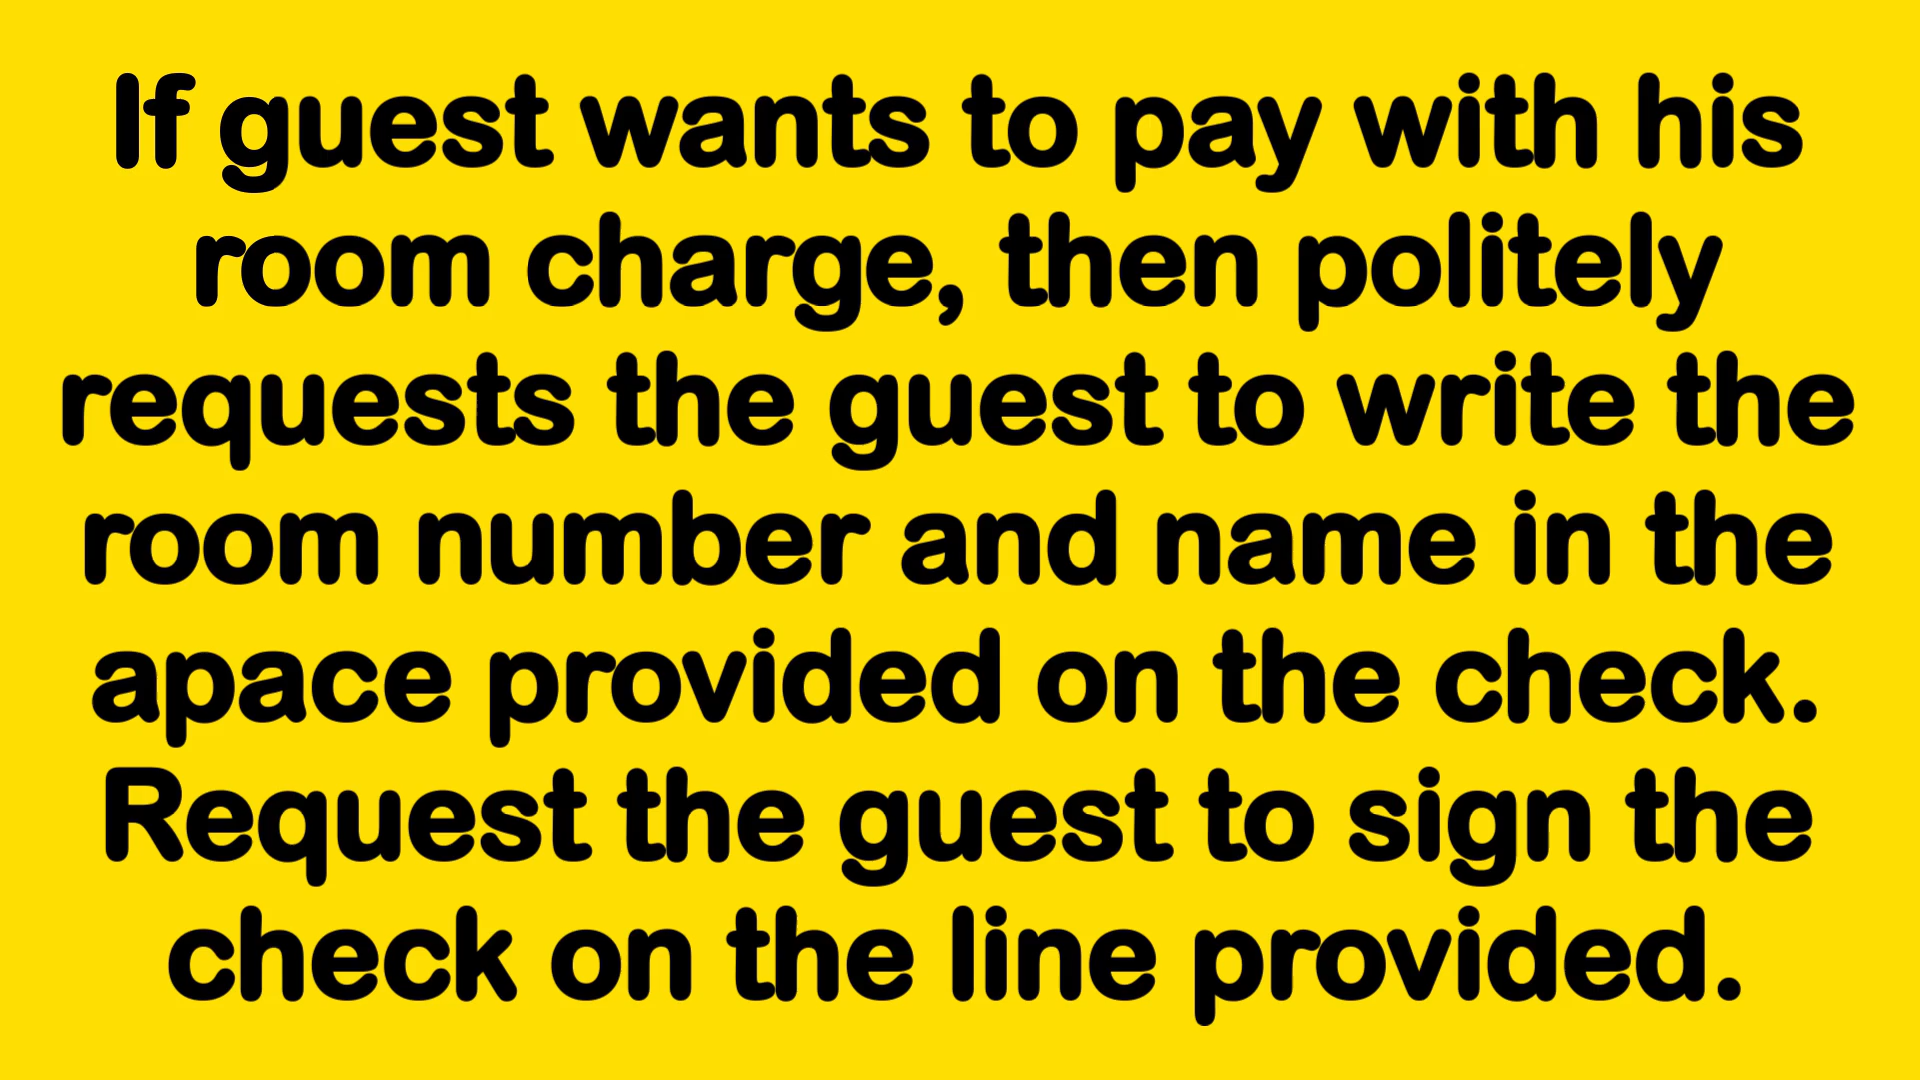 If guest wants to pay with his
room charge, then politely
requests the guest to write the
room number and name in the
apace provided on the check.
Request the guest to sign the
check on the line provided.